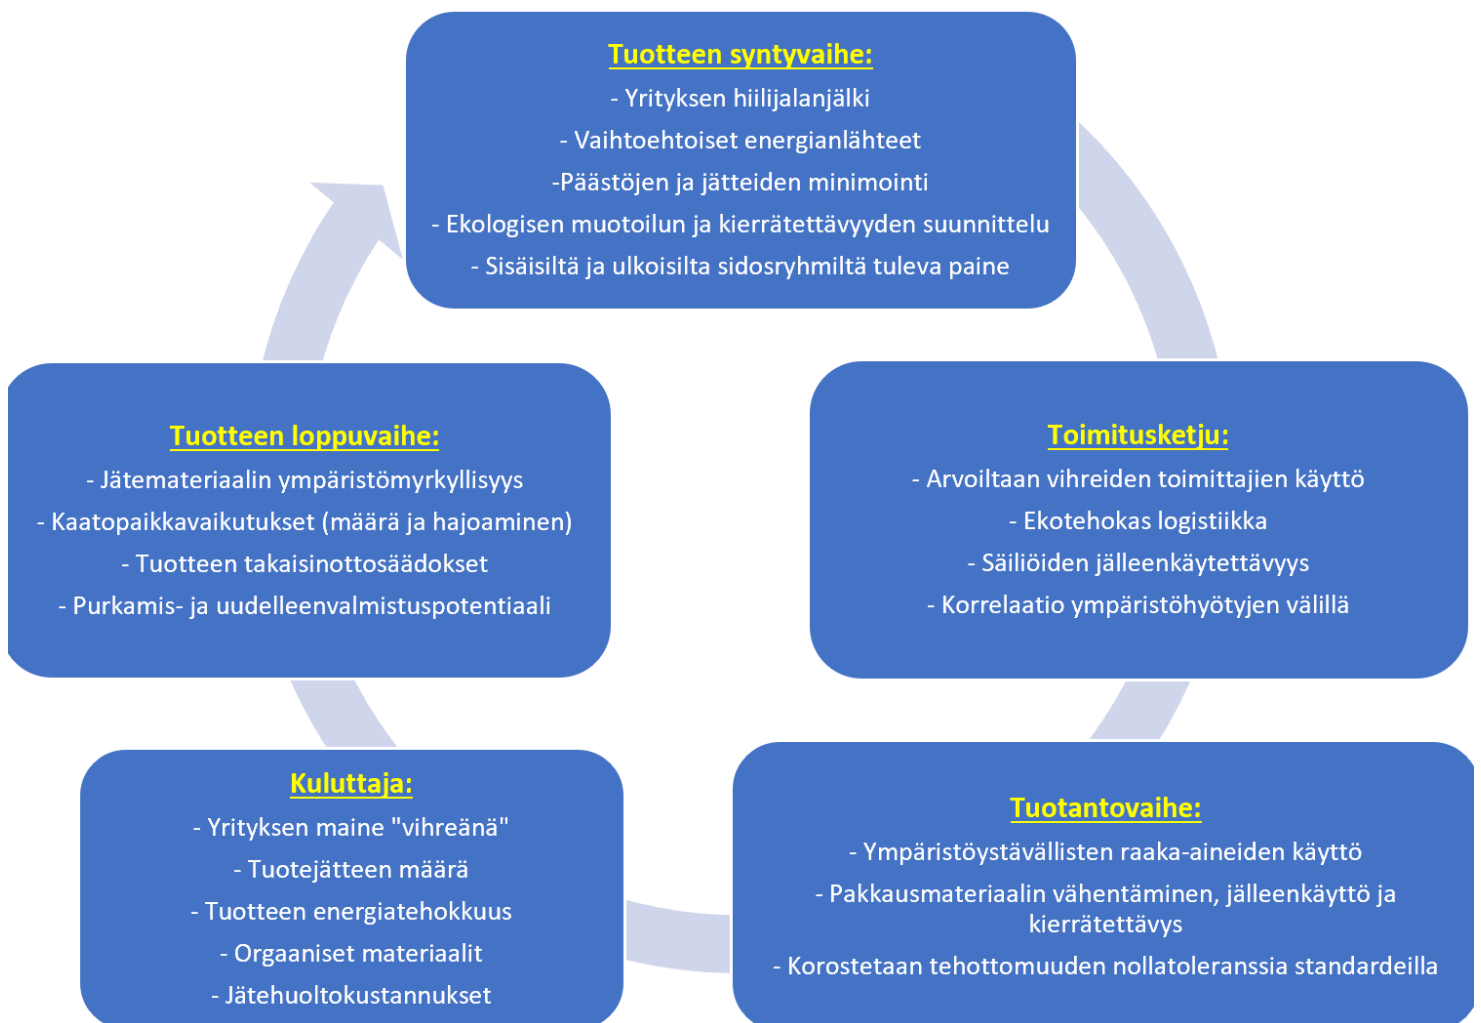 Tuotteen syntyvaihe:
- Yrityksen hiilijalanjälki
- Vaihtoehtoiset energianlähteet
-Päästöjen ja jätteiden minimointi
- Ekologisen muotoilun ja kierrätettävyyden suunnittelu
- Sisäisiltä ja ulkoisilta sidosryhmiltä tuleva paine
Toimitusketju:
- Arvoiltaan vihreiden toimittajien käyttö
- Ekotehokas logistiikka
- Säiliöiden jälleenkäytettävyys
- Korrelaatio ympäristöhyötyjen välillä
Tuotantovaihe:
- Ympäristöystävällisten raaka-aineiden käyttö
- Pakkausmateriaalin vähentäminen, jälleenkäyttö ja
kierrätettävys
- Korostetaan tehottomuuden nollatoleranssia standardeilla
Kuluttaja:
- Yrityksen maine "vihreänä"
- Tuotejätteen määrä
- Tuotteen energiatehokkuus
- Orgaaniset materiaalit
- Jätehuoltokustannukset
Tuotteen loppuvaihe:
- Jätemateriaalin ympäristömyrkyllisyys
- Kaatopaikkavaikutukset (määrä ja hajoaminen)
- Tuotteen takaisinottosäädokset
- Purkamis- ja uudelleenvalmistuspotentiaali